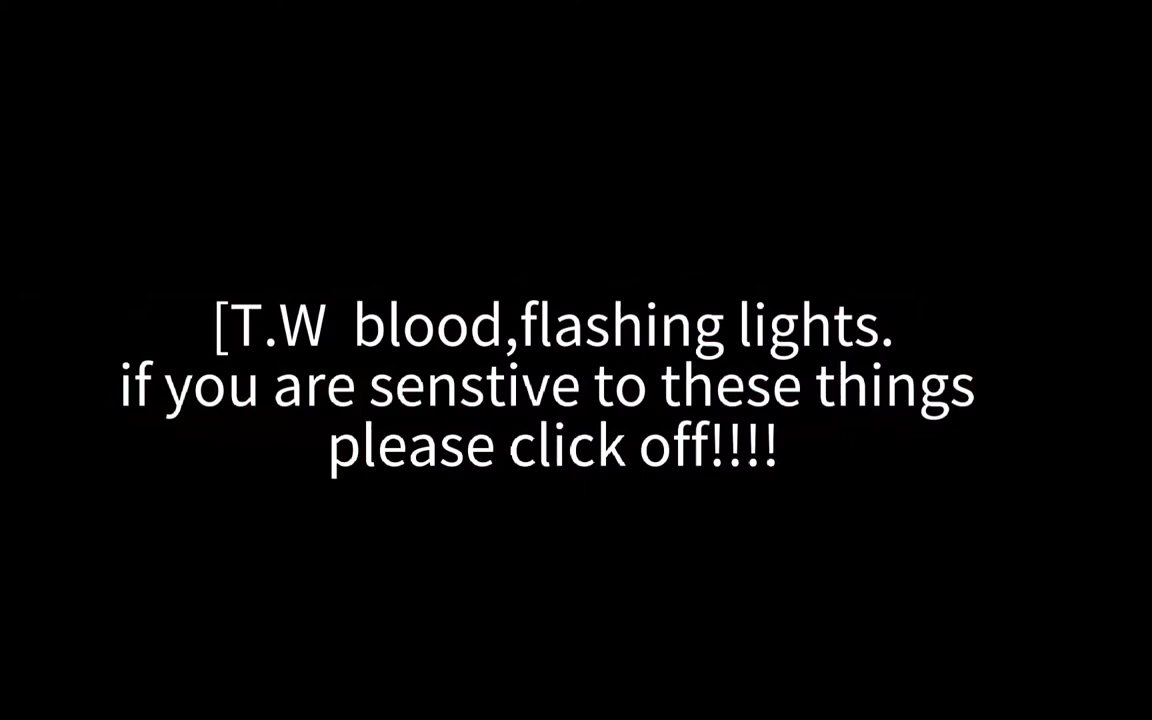 [T.W  blood,flashing lights.
if you are senstive to these things
please click off!!!!